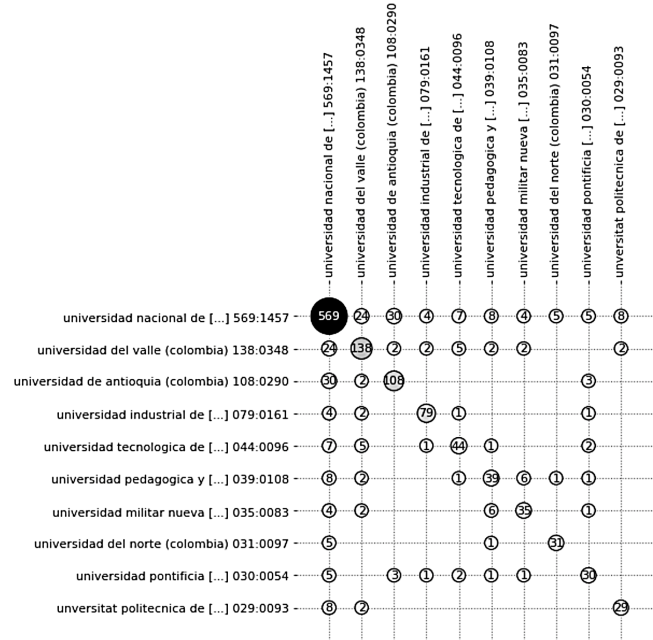 universidad nacional de [...] 569:1457
universidad del valle (colombia) 138:0348
universidad de antioquia (colombia) 108:0290
universidad industrial de [...] 079:0161
universidad tecnologica de [...] 044:0096
universidad pedagogica y [...] 039:0108
universidad militar nueva [...] 035:0083
universidad del norte (colombia) 031:0097
universidad pontificia [...] 030:0054
universitat politecnica de [...] 029:0093
universidad nacional de [...] 569:1457 569 24 30 4 7 8 4 5 5 8
universidad del valle (colombia) 138:0348 24 138 2 2 5 2 2 2
universidad de antioquia (colombia) 108:0290 30 2 108 3
universidad industrial de [...] 079:0161 4 2 79 1 1
universidad tecnologica de [...] 044:0096 7 5 1 44 1 2
universidad pedagogica y [...] 039:0108 8 2 1 39 6 1 1
universidad militar nueva [...] 035:0083 4 2 6 35 1
universidad del norte (colombia) 031:0097 5 1 31
universidad pontificia [...] 030:0054 5 3 1 2 1 1 30
unversitat politecnica de [...] 029:0093 8 2 29